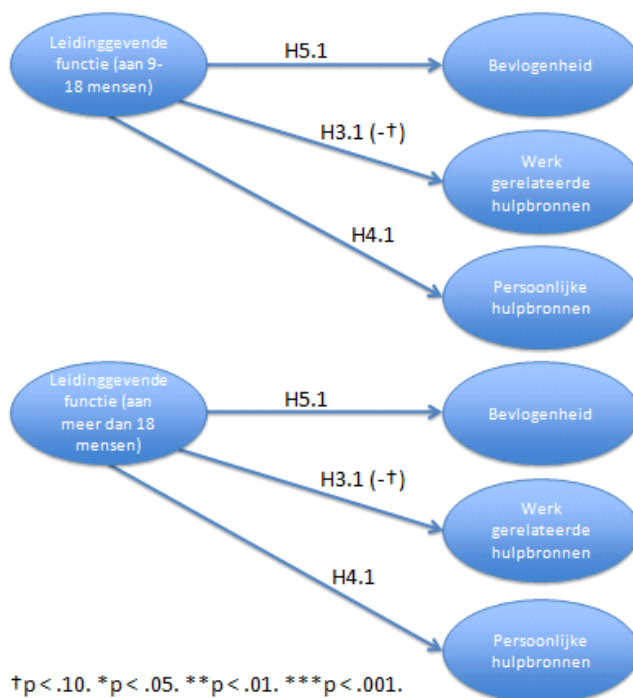 Leidinggevende
functie (aan 9-
18 mensen)
H5.1
Bevlogenheid
H3.1 (-†)
Werk
gerelateerde
hulpbronnen
H4.1
Persoonlijke
hulpbronnen
Leidinggevende
functie (aan
meer dan 18
mensen)
H5.1
Bevlogenheid
H3.1 (-†)
Werk
gerelateerde
hulpbronnen
H4.1
Persoonlijke
hulpbronnen
†p < .10. *p < .05. **p < .01. ***p < .001.